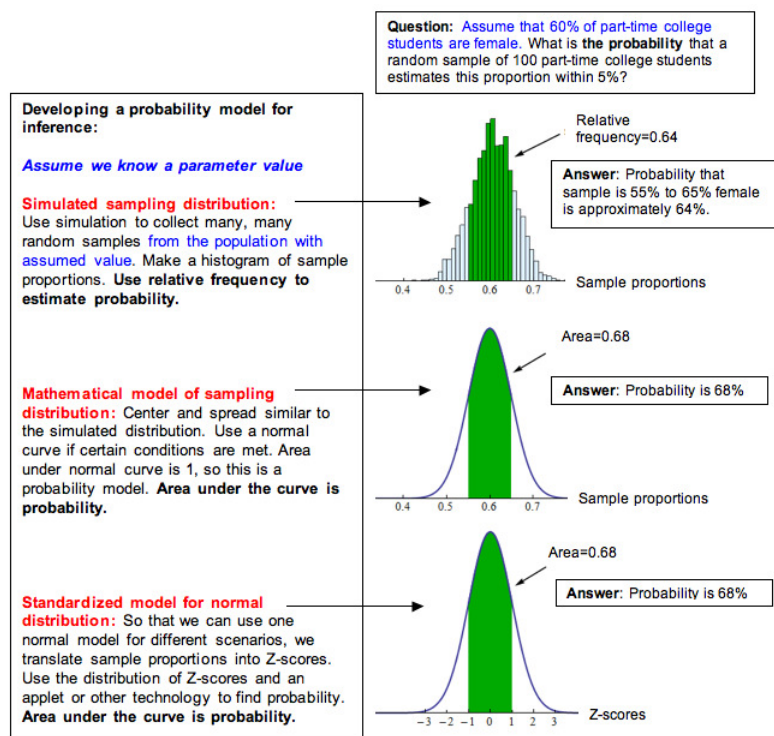 Question: Assume that 60% of part-time college
students are female. What is the probability that a
random sample of 100 part-time college students
estimates this proportion within 5%?
Developing a probability model for
inference:
Assume we know a parameter value
Simulated sampling distribution:
Use simulation to collect many, many
random samples from the population with
assumed value. Make a histogram of sample
proportions. Use relative frequency to
estimate probability.
Relative
frequency=0.64
Answer: Probability that
sample is 55% to 65% female
is approximately 64%.
0.4 0.5 0.6 0.7
Sample proportions
Mathematical model of sampling
distribution: Center and spread similar to
the simulated distribution. Use a normal
curve if certain conditions are met. Area
under normal curve is 1, so this is a
probability model. Area under the curve is
probability.
Area=0.68
Answer: Probability is 68%
0.4 0.5 0.6 0.7
Sample proportions
Standardized model for normal
distribution: So that we can use one
normal model for different scenarios, we
translate sample proportions into Z-scores.
Use the distribution of Z-scores and an
applet or other technology to find probability.
Area under the curve is probability.
Area=0.68
Answer: Probability is 68%
−3 −2 −1 0 1 2 3
Z-scores